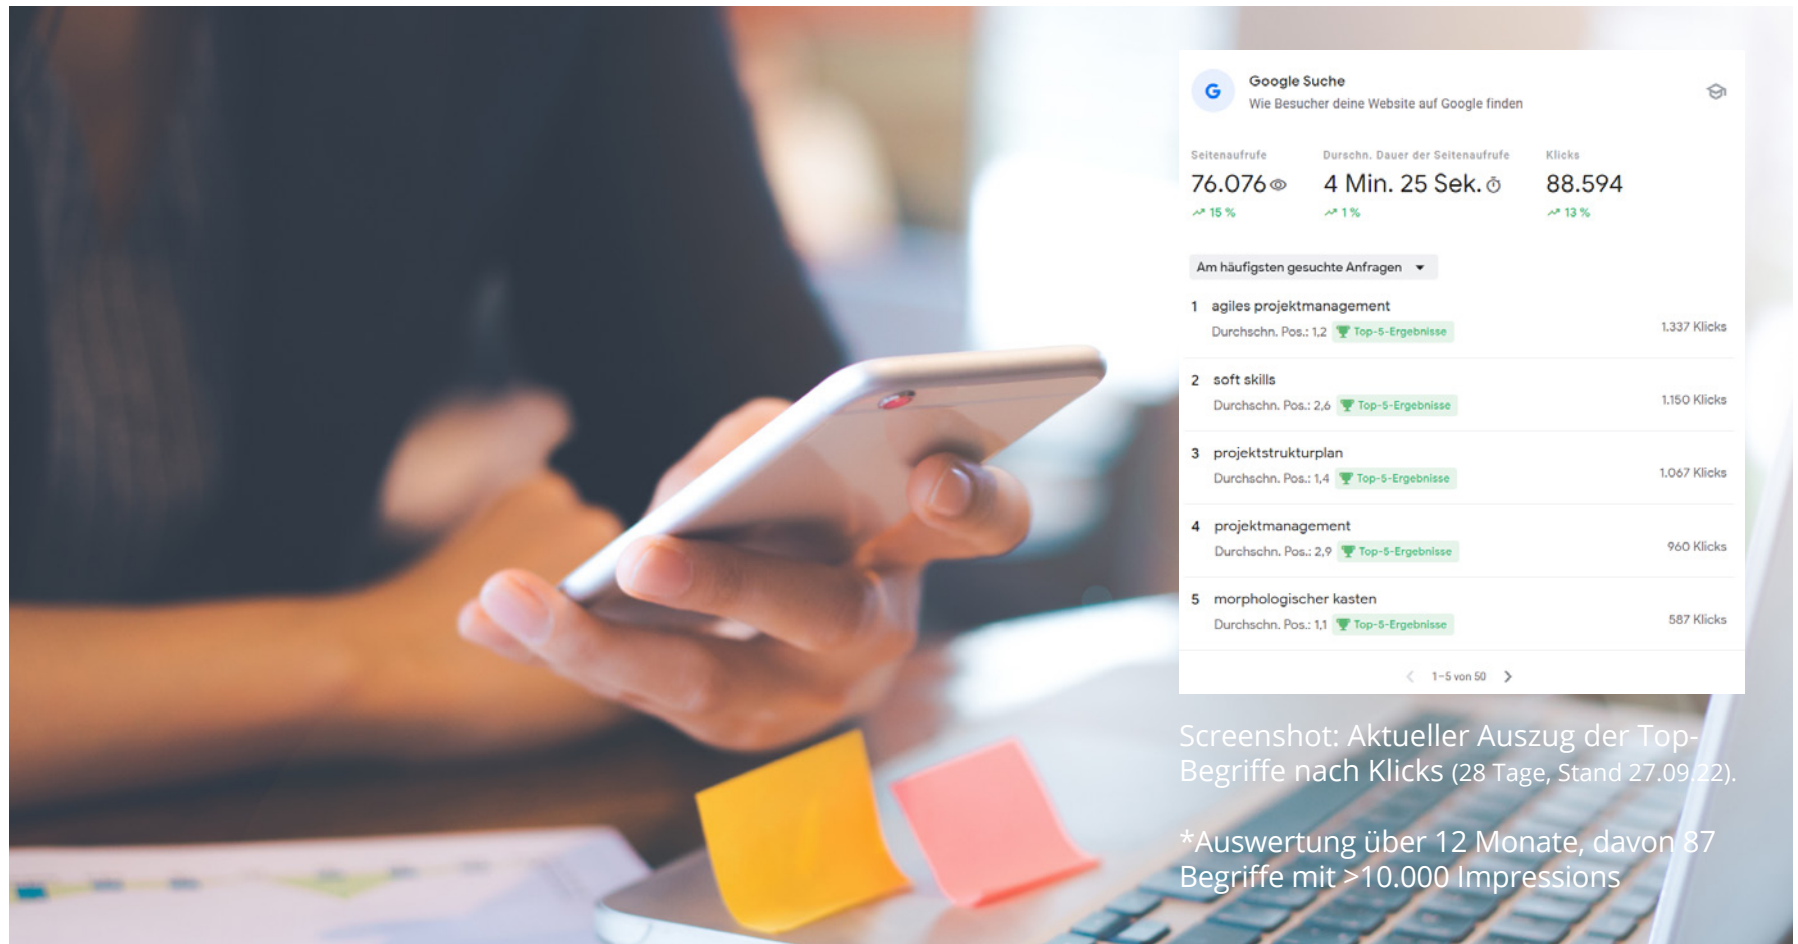 G
Google Suche
Wie Besucher deine Website auf Google finden
Seitenaufrufe
76.076
15 %
Durschn. Dauer der Seitenaufrufe
4 Min. 25 Sek.
1 %
Klicks
88.594
13 %
Am häufigsten gesuchte Anfragen
1 agiles projektmanagement
Durchschn. Pos.: 1,2 Top-5-Ergebnisse
1.337 Klicks
2 soft skills
Durchschn. Pos.: 2,6 Top-5-Ergebnisse
1.150 Klicks
3 projektstrukturplan
Durchschn. Pos.: 1,4 Top-5-Ergebnisse
1.067 Klicks
4 projektmanagement
Durchschn. Pos.: 2,9 Top-5-Ergebnisse
960 Klicks
5 morphologischer kasten
Durchschn. Pos.: 1,1 Top-5-Ergebnisse
587 Klicks
1-5 von 50
Screenshot: Aktueller Auszug der Top-
Begriffe nach Klicks (28 Tage, Stand 27.09.22).
*Auswertung über 12 Monate, davon 87
Begriffe mit >10.000 Impressions